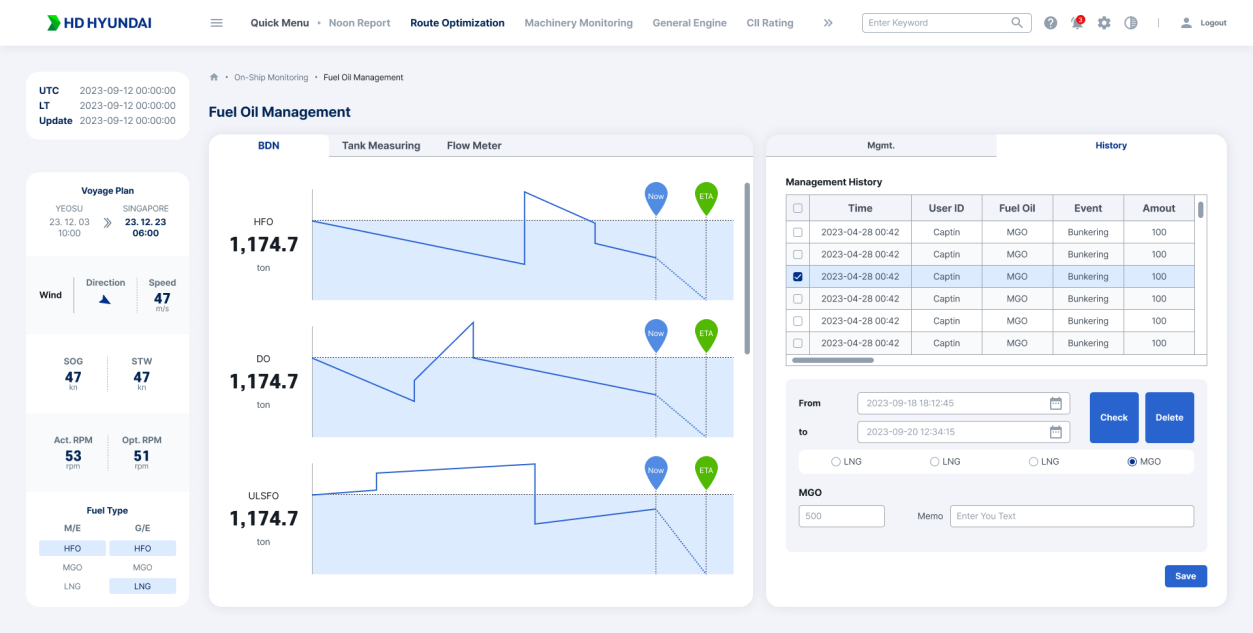 HD HYUNDAI
Quick Menu • Noon Report Route Optimization Machinery Monitoring General Engine CII Rating
Enter Keyword
3
Logout
UTC 2023-09-12 00:00:00
LT 2023-09-12 00:00:00
Update 2023-09-12 00:00:00
Voyage Plan
YEOSU SINGAPORE
23. 12. 03 23. 12. 23
10:00 06:00
Wind Direction Speed
47
m/s
SOG STW
47 47
kn kn
Act. RPM Opt. RPM
53 51
rpm rpm
Fuel Type
M/E G/E
HFO HFO
MGO MGO
LNG LNG
• On-Ship Monitoring • Fuel Oil Management
Fuel Oil Management
BDN Tank Measuring Flow Meter
HFO
1,174.7
ton
Now ETA
DO
1,174.7
ton
Now ETA
ULSFO
1,174.7
ton
Now ETA
Mgmt. History
Management History
Time User ID Fuel Oil Event Amout
2023-04-28 00:42 Captin MGO Bunkering 100
2023-04-28 00:42 Captin MGO Bunkering 100
2023-04-28 00:42 Captin MGO Bunkering 100
2023-04-28 00:42 Captin MGO Bunkering 100
2023-04-28 00:42 Captin MGO Bunkering 100
2023-04-28 00:42 Captin MGO Bunkering 100
From 2023-09-18 18:12:45
to 2023-09-20 12:34:15
Check Delete
LNG LNG LNG MGO
MGO
500 Memo Enter You Text
Save